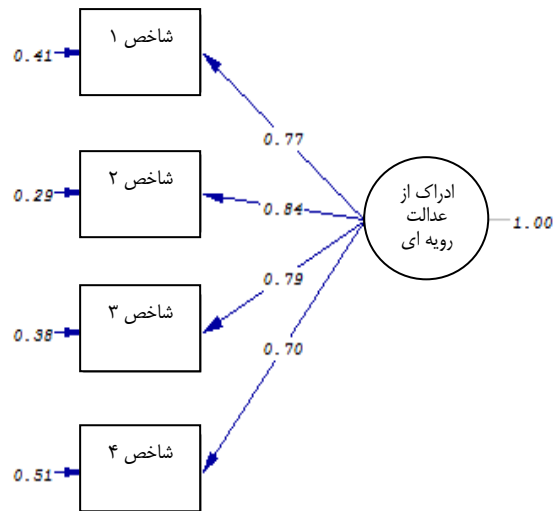 شاخص ۱
0.41
0.77
شاخص ۲
0.29
0.84
ادراک از
عدالت
رویه ای
1.00
0.79
شاخص ۳
0.38
0.70
شاخص ۴
0.51